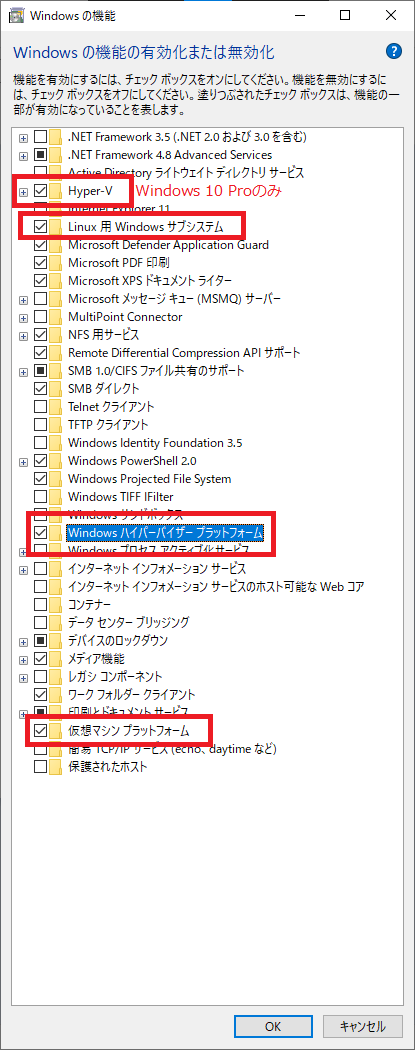 Windows の機能
Windows の機能の有効化または無効化
機能を有効にするには、チェック ボックスをオンにしてください。機能を無効にするに
は、チェック ボックスをオフにしてください。塗りつぶされたチェック ボックスは、機能の一
部が有効になっていることを表します。
.NET Framework 3.5 (.NET 2.0 および 3.0 を含む)
.NET Framework 4.8 Advanced Services
Active Directory ライトウェイト ディレクトリ サービス
Hyper-V Windows 10 Proのみ
Internet Explorer 11
Linux 用 Windows サブシステム
Microsoft Defender Application Guard
Microsoft PDF 印刷
Microsoft XPS ドキュメント ライター
Microsoft メッセージ キュー (MSMQ) サーバー
MultiPoint Connector
NFS 用サービス
Remote Differential Compression API サポート
SMB 1.0/CIFS ファイル共有のサポート
SMB ダイレクト
Telnet クライアント
TFTP クライアント
Windows Identity Foundation 3.5
Windows PowerShell 2.0
Windows Projected File System
Windows TIFF IFilter
Windows サンドボックス
Windows ハイパーバイザー プラットフォーム
Windows プロセス アクティブ化サービス
インターネット インフォメーション サービス
インターネット インフォメーション サービスのホスト可能な Web コア
コンテナー
データ センター ブリッジング
デバイスのロックダウン
メディア機能
レガシ コンポーネント
ワーク フォルダー クライアント
印刷とドキュメント サービス
仮想マシン プラットフォーム
簡易 TCP/IP サービス (echo、daytime など)
保護されたホスト
OK キャンセル